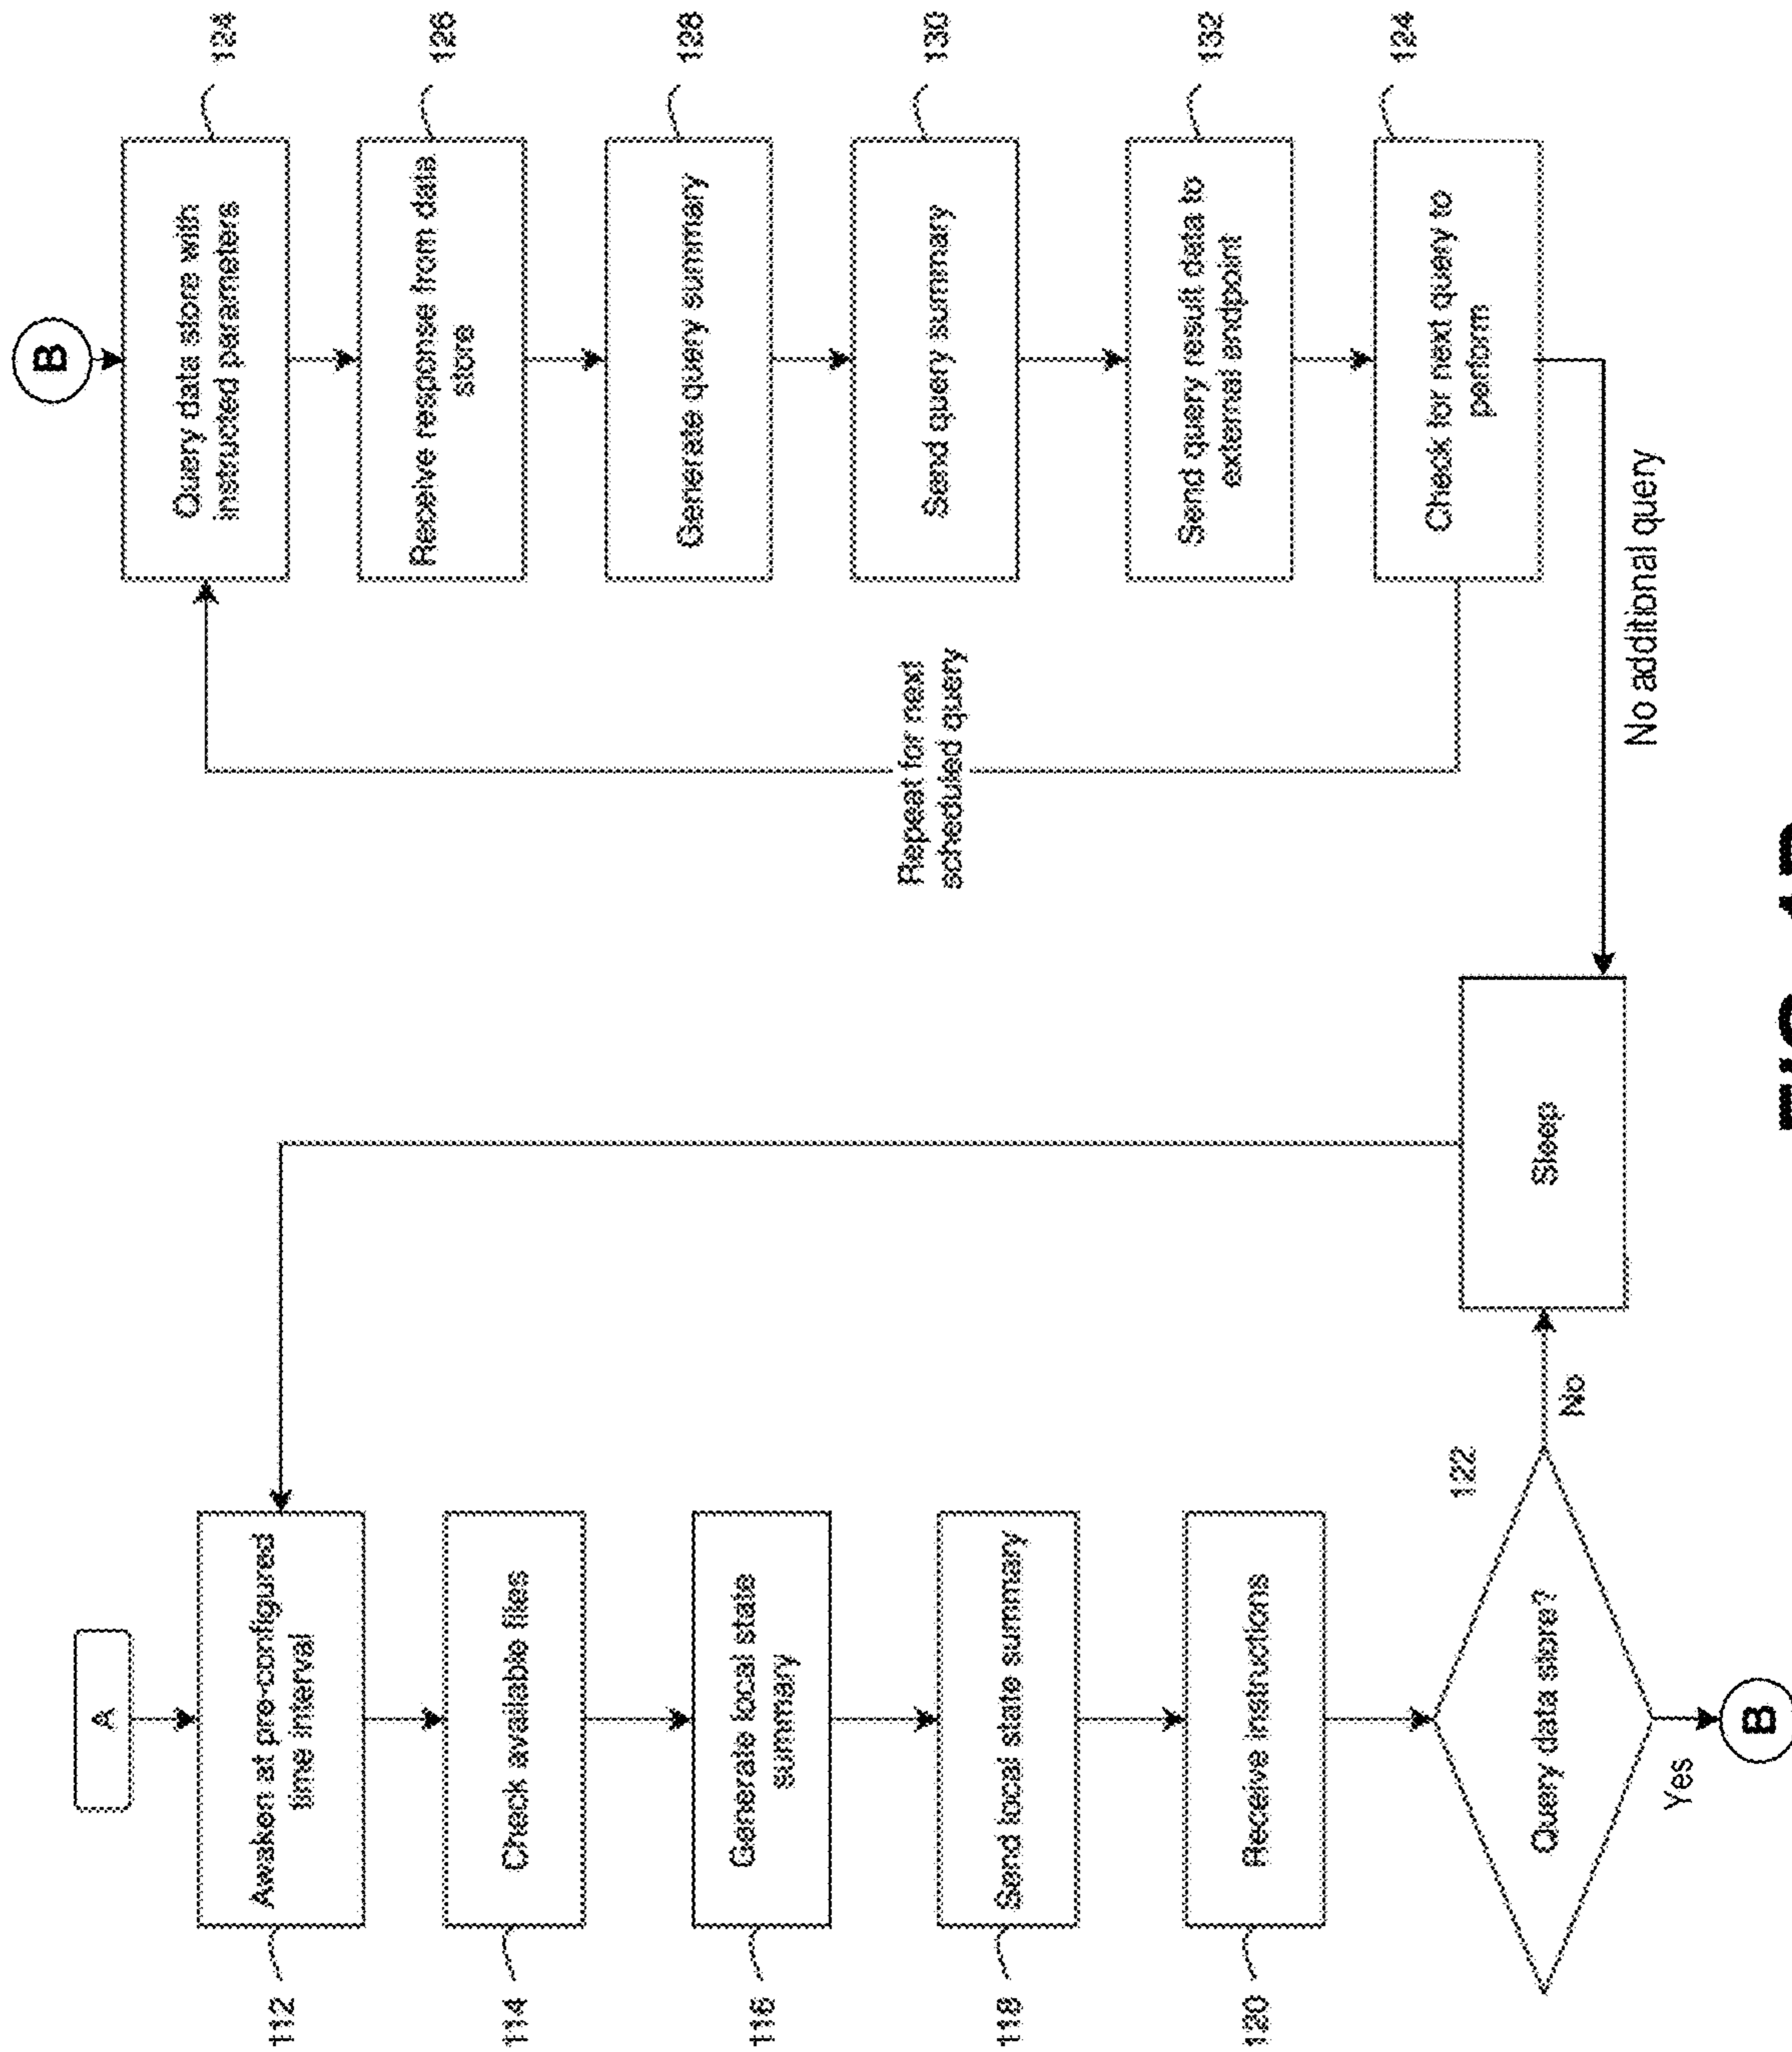 A
112
Awaken at pre-configured
time interval
114
Check available files
116
Generate local state
summary
118
Send local state summary
120
Receive instructions
122
Query data store?
No
Yes
B
Sleep
B
124
Query data store with
instructed parameters
126
Receive response from data
store
128
Generate query summary
130
Send query summary
132
Send query result data to
external endpoint
124
Check for next query to
perform
Repeat for next
scheduled query
No additional query